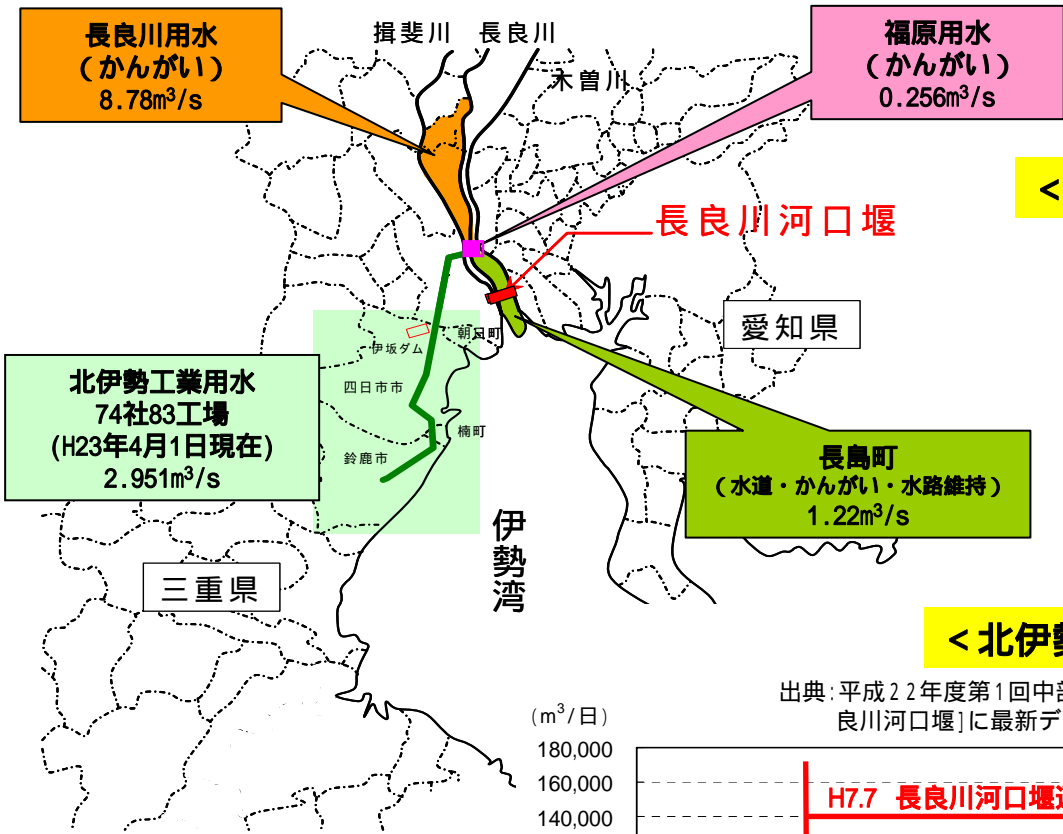 長良川用水
(かんがい)
8.78m³/s
揖斐川 長良川
木曽川
福原用水
(かんがい)
0.256m³/s
<
長良川河口堰
愛知県
朝日町
伊坂ダム
四日市市
楠町
鈴鹿市
北伊勢工業用水
74社83工場
(H23年4月1日現在)
2.951m³/s
長島町
(水道・かんがい・水路維持)
1.22m³/s
伊勢湾
三重県
<北伊勢
出典:平成22年度第1回中部
良川河口堰]に最新デ
(m³/日)
180,000
160,000
140,000
H7.7 長良川河口堰